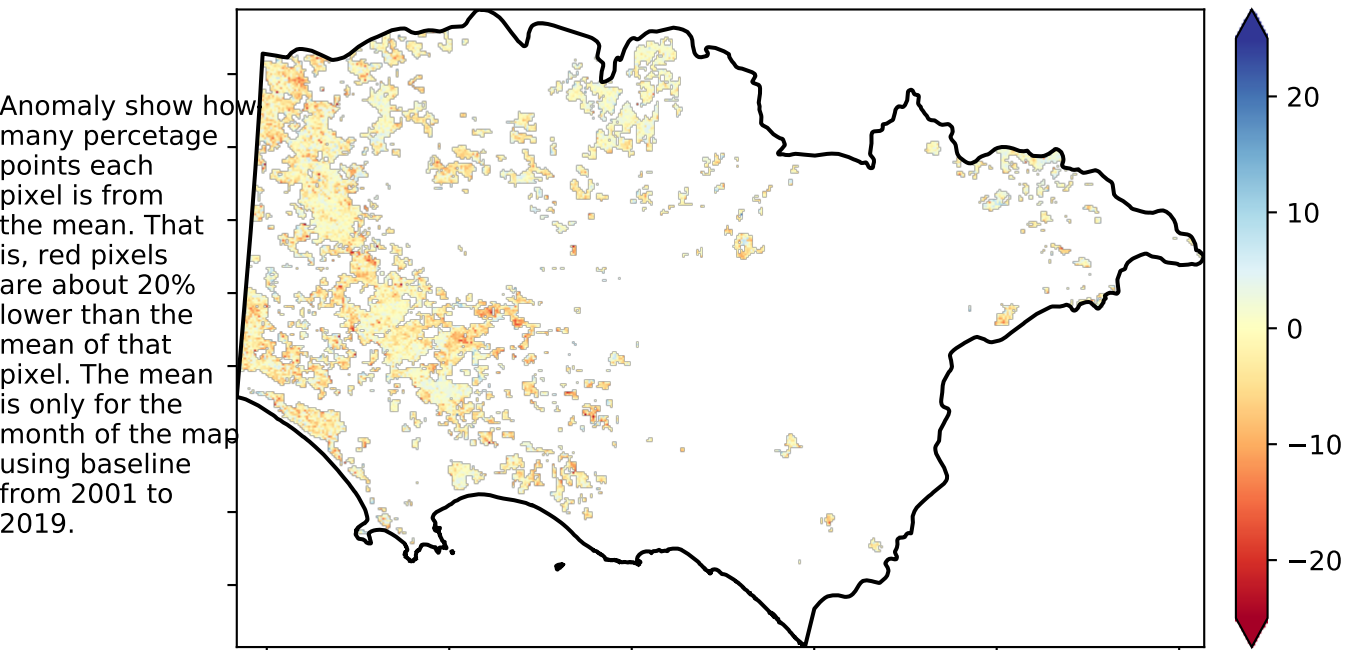 Anomaly show how
many percetage
points each
pixel is from
the mean. That
is, red pixels
are about 20%
lower than the
mean of that
pixel. The mean
is only for the
month of the map
using baseline
from 2001 to
2019.
20
10
0
−10
−20